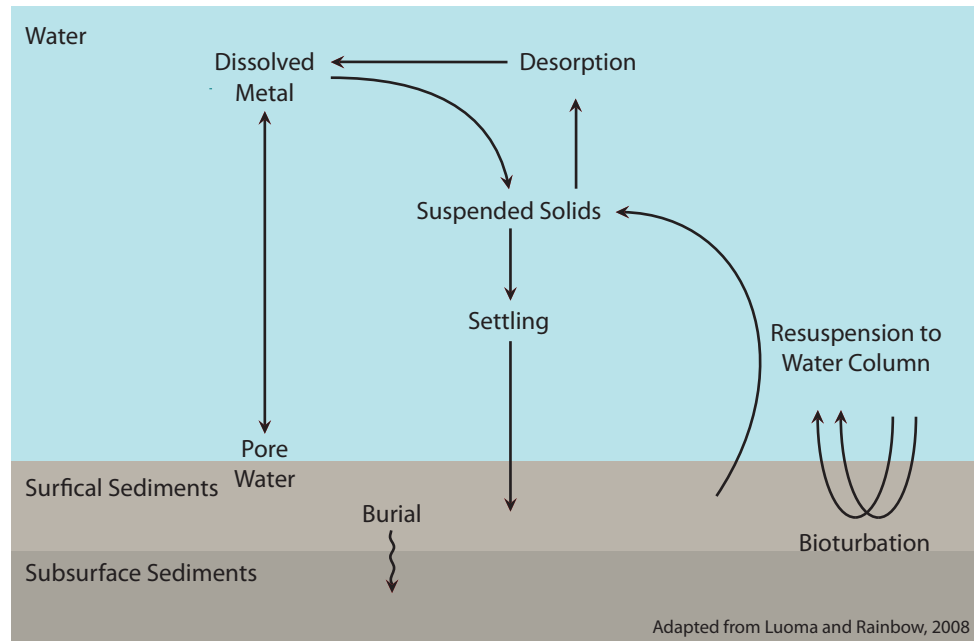 Water
Dissolved
Metal
Desorption
Suspended Solids
Settling
Resuspension to
Water Column
Pore
Water
Surfical Sediments
Burial
Bioturbation
Subsurface Sediments
Adapted from Luoma and Rainbow, 2008